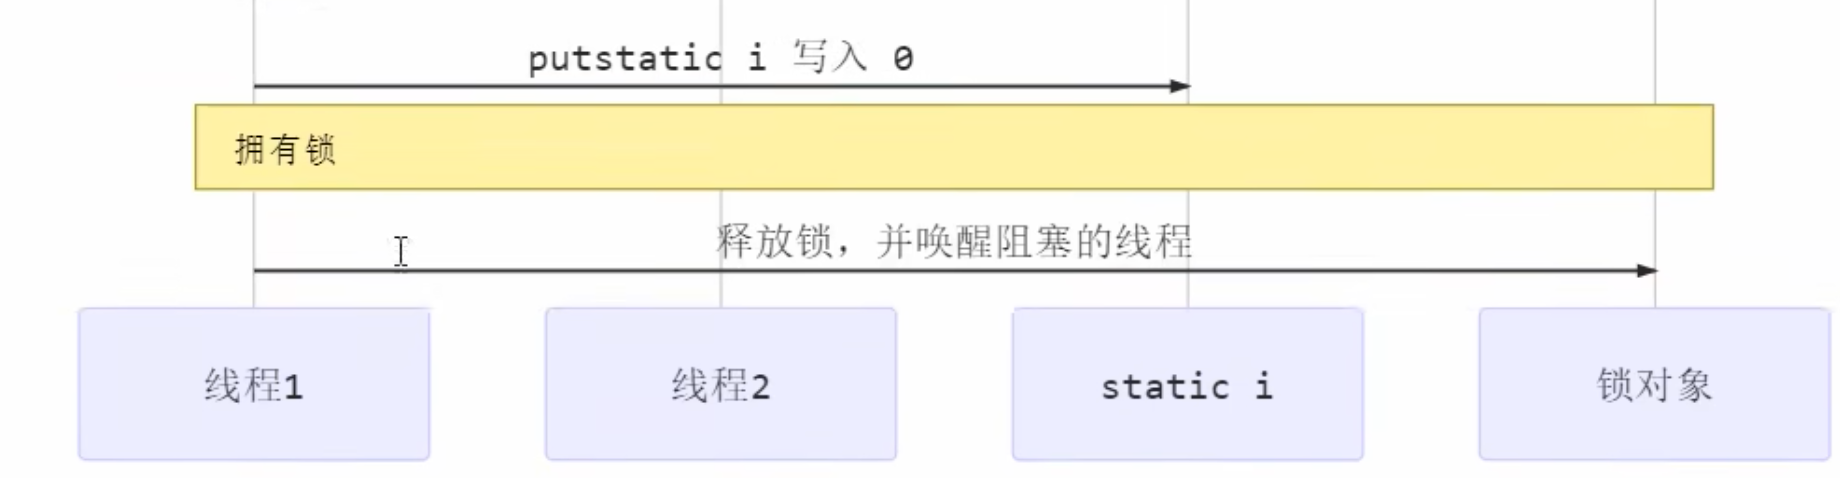 putstatic i 写入 0
拥有锁
释放锁，并唤醒阻塞的线程
线程1
线程2
static i
锁对象